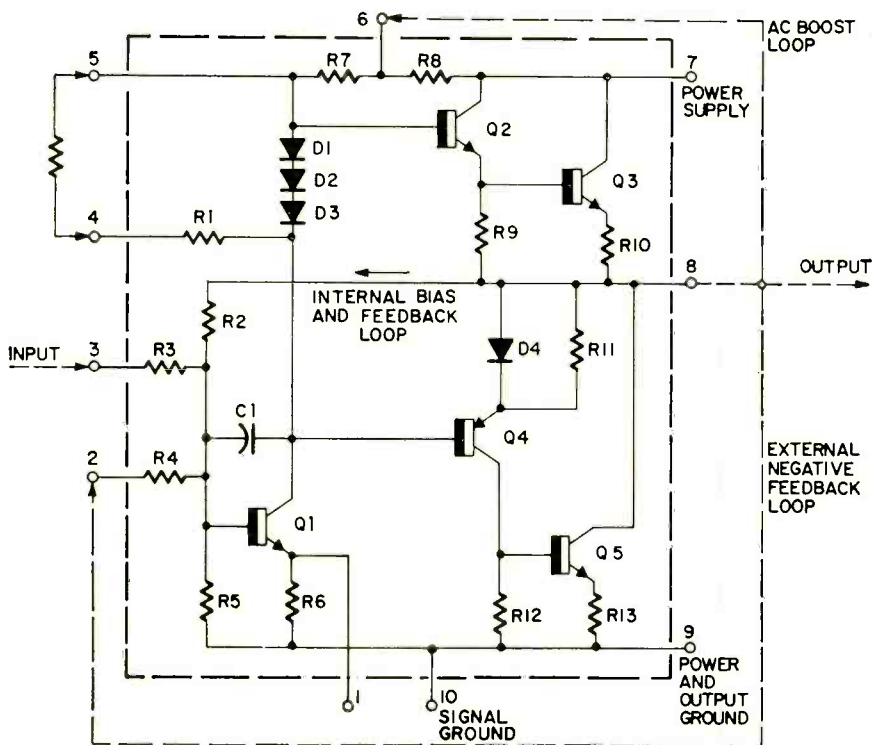 6
AC BOOST
LOOP
5
R7
R8
7
POWER
SUPPLY
Q2
D1
D2
D3
Q3
4
R1
R9
R10
8
OUTPUT
INTERNAL BIAS
AND FEEDBACK
LOOP
R2
D4
R11
INPUT
3
R3
C1
Q4
2
R4
EXTERNAL
NEGATIVE
FEEDBACK
LOOP
Q1
Q5
R5
R6
R12
R13
9
POWER
AND
OUTPUT
GROUND
1
10
SIGNAL
GROUND